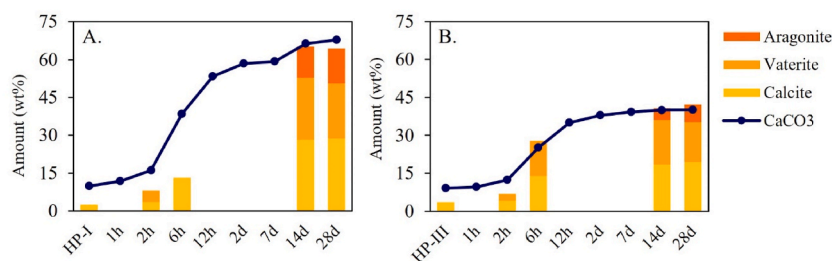 A.
Amount (wt%)
75
60
45
30
15
0
HP-I
1h
2h
6h
12h
2d
7d
14d
28d
B.
Amount (wt%)
75
60
45
30
15
0
HP-III
1h
2h
6h
12h
2d
7d
14d
28d
Aragonite
Vaterite
Calcite
CaCO3